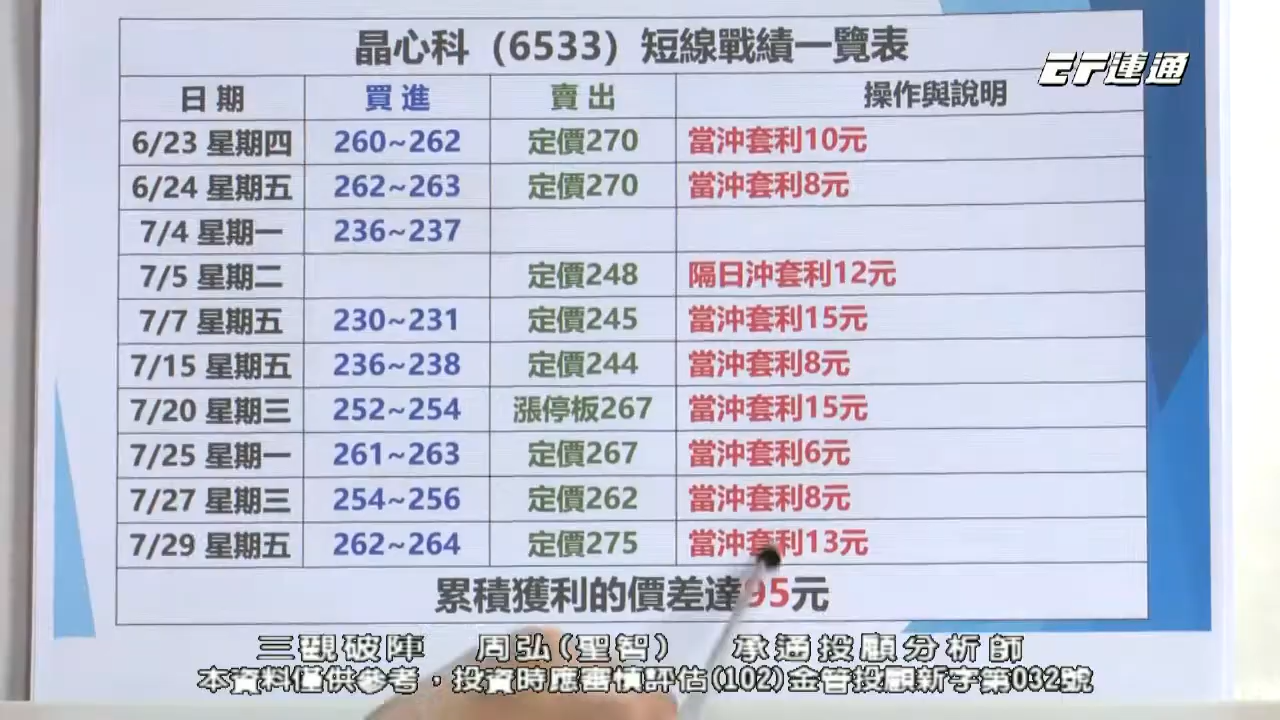 晶心科（6533）短線戰績一覽表
EF連通
日期 買進 賣出 操作與說明
6/23 星期四 260~262 定價270 當沖套利10元
6/24 星期五 262~263 定價270 當沖套利8元
7/4 星期一 236~237
7/5 星期二 定價248 隔日沖套利12元
7/7 星期五 230~231 定價245 當沖套利15元
7/15 星期五 236~238 定價244 當沖套利8元
7/20 星期三 252~254 漲停板267 當沖套利15元
7/25 星期一 261~263 定價267 當沖套利6元
7/27 星期三 254~256 定價262 當沖套利8元
7/29 星期五 262~264 定價275 當沖套利13元
累積獲利的價差達95元
三觀破陣 周弘(聖智) 承通投顧分析師
本資料僅供參考，投資時應審慎評估(102)金管投顧新字第032號